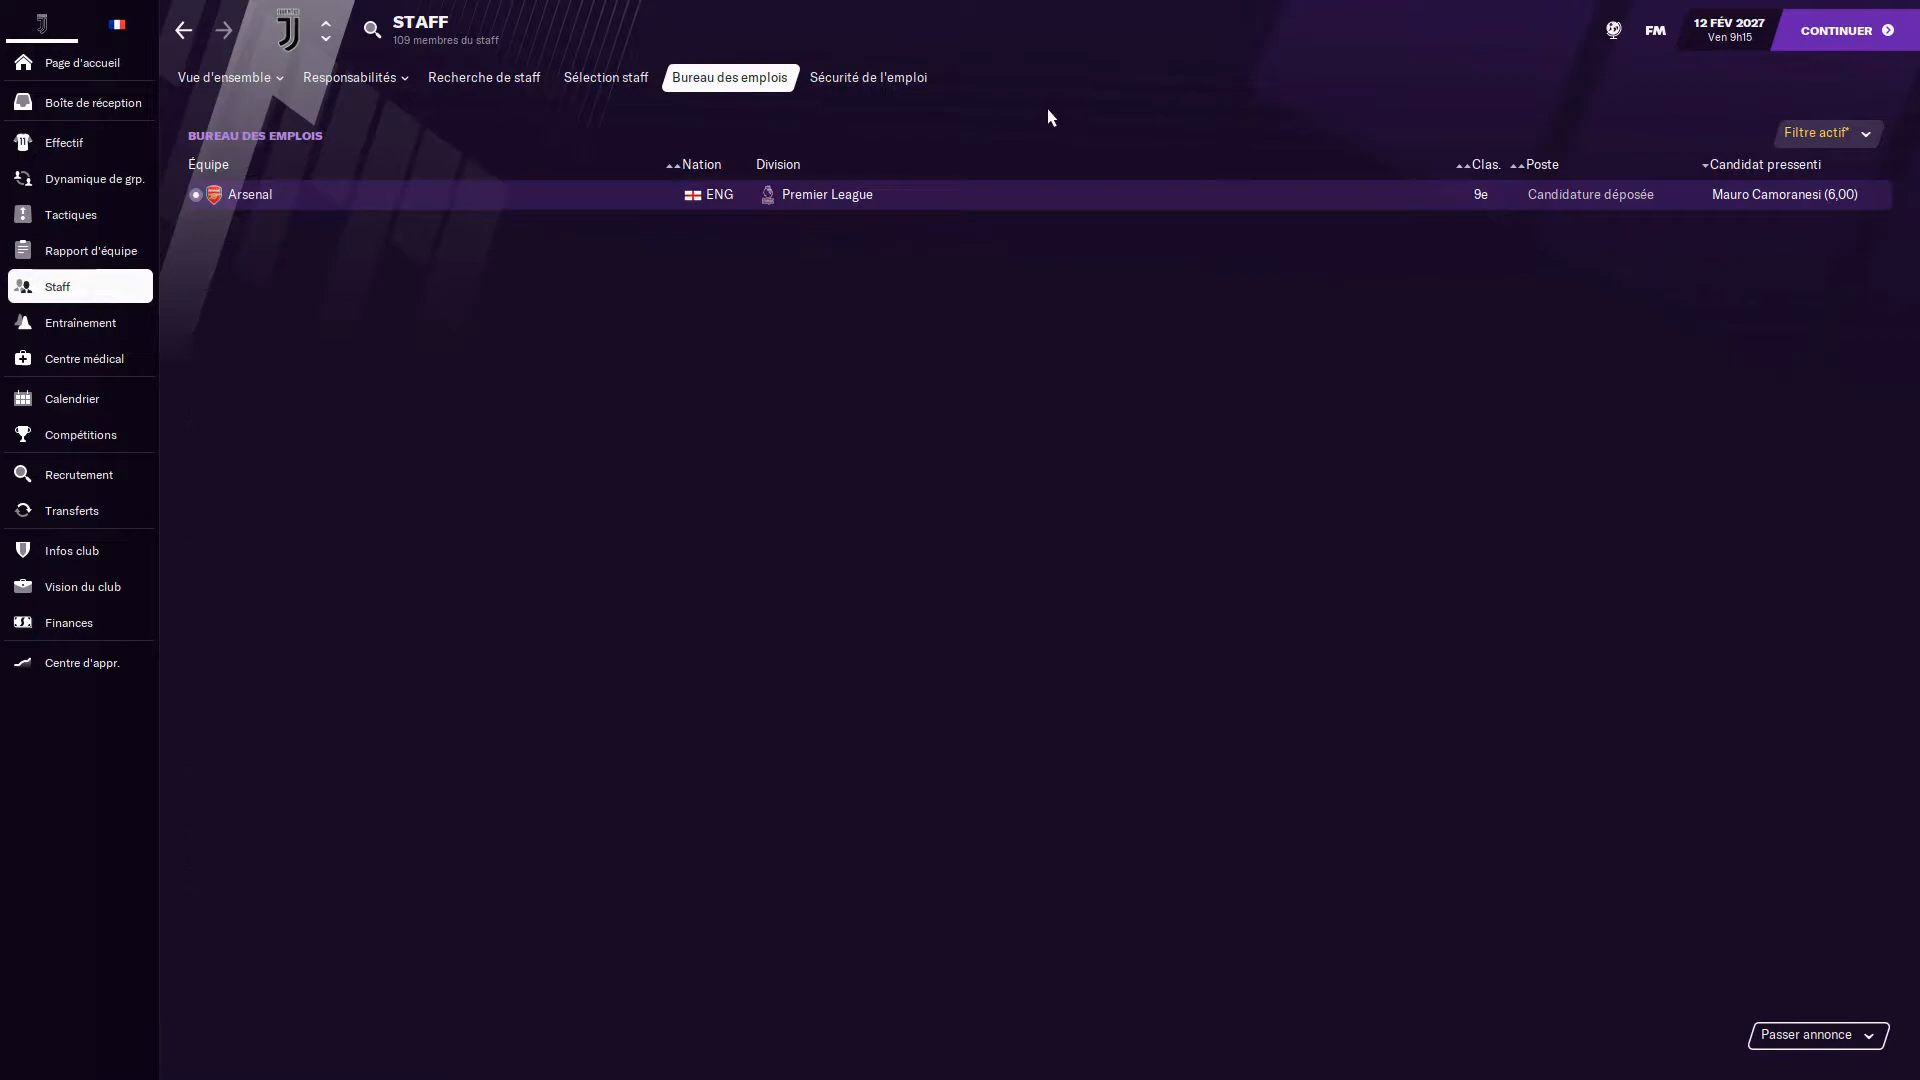 STAFF
109 membres du staff
FM
12 FÉV 2027
Ven 9h15
CONTINUER
Vue d'ensemble
Responsabilités
Recherche de staff
Sélection staff
Bureau des emplois
Sécurité de l'emploi
Page d'accueil
Boîte de réception
Effectif
Dynamique de grp.
Tactiques
Rapport d'équipe
Staff
Entraînement
Centre médical
Calendrier
Compétitions
Recrutement
Transferts
Infos club
Vision du club
Finances
Centre d'appr.
BUREAU DES EMPLOIS
Filtre actif*
Équipe Nation Division Clas. Poste Candidat pressenti
Arsenal ENG Premier League 9e Candidature déposée Mauro Camoranesi (6,00)
Passer annonce